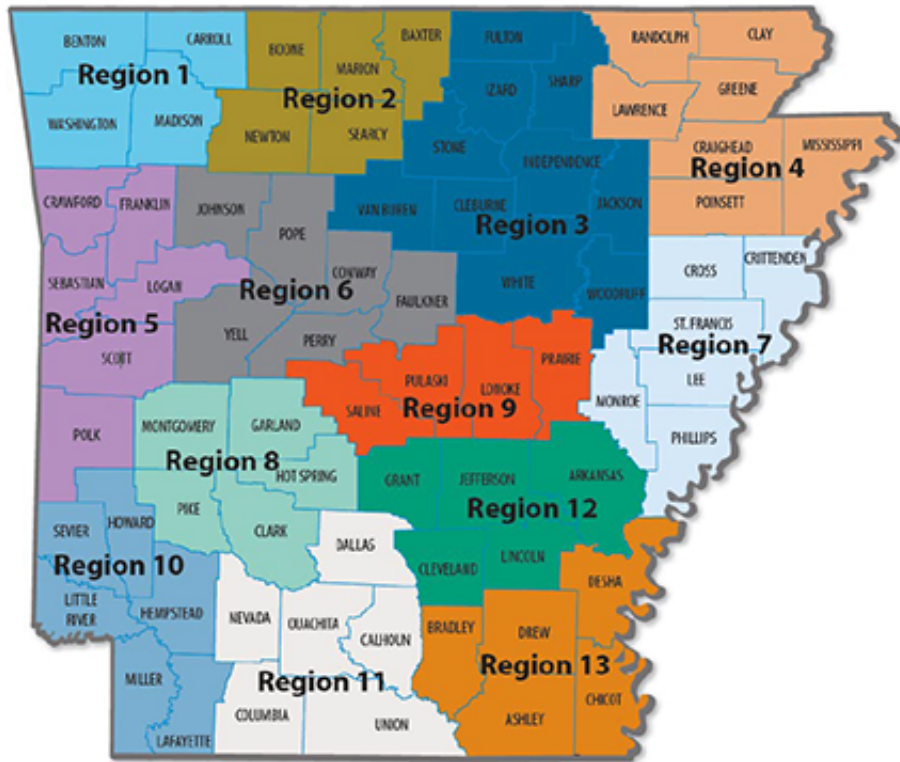 BENTON
CARROLL
Region 1
WASHINGTON
MADISON
BOONE
MARION
BAXTER
Region 2
NEWTON
SEARCY
FULTON
IZARD
SHARP
STONE
INDEPENDENCE
VAN BUREN
CLEBURNE
JACKSON
Region 3
WHITE
WOODRUFF
RANDOLPH
CLAY
GREENE
LAWRENCE
CRAIGHEAD
MISSISSIPPI
Region 4
POINSETT
CRAWFORD
FRANKLIN
SEBASTIAN
LOGAN
Region 5
SCOTT
POLK
JOHNSON
POPE
CONWAY
Region 6
FAULKNER
YELL
PERRY
CROSS
CRITTENDEN
ST. FRANCIS
Region 7
LEE
MONROE
PHILLIPS
MONTGOMERY
GARLAND
Region 8
HOT SPRING
PIKE
CLARK
PULASKI
LONOKE
PRAIRIE
SALINE
Region 9
SEVIER
HOWARD
Region 10
LITTLE
RIVER
HEMPSTEAD
MILLER
LAFAYETTE
DALLAS
NEVADA
OUACHITA
CALHOUN
Region 11
COLUMBIA
UNION
GRANT
JEFFERSON
ARKANSAS
Region 12
CLEVELAND
LINCOLN
DESHA
BRADLEY
DREW
Region 13
ASHLEY
CHICOT